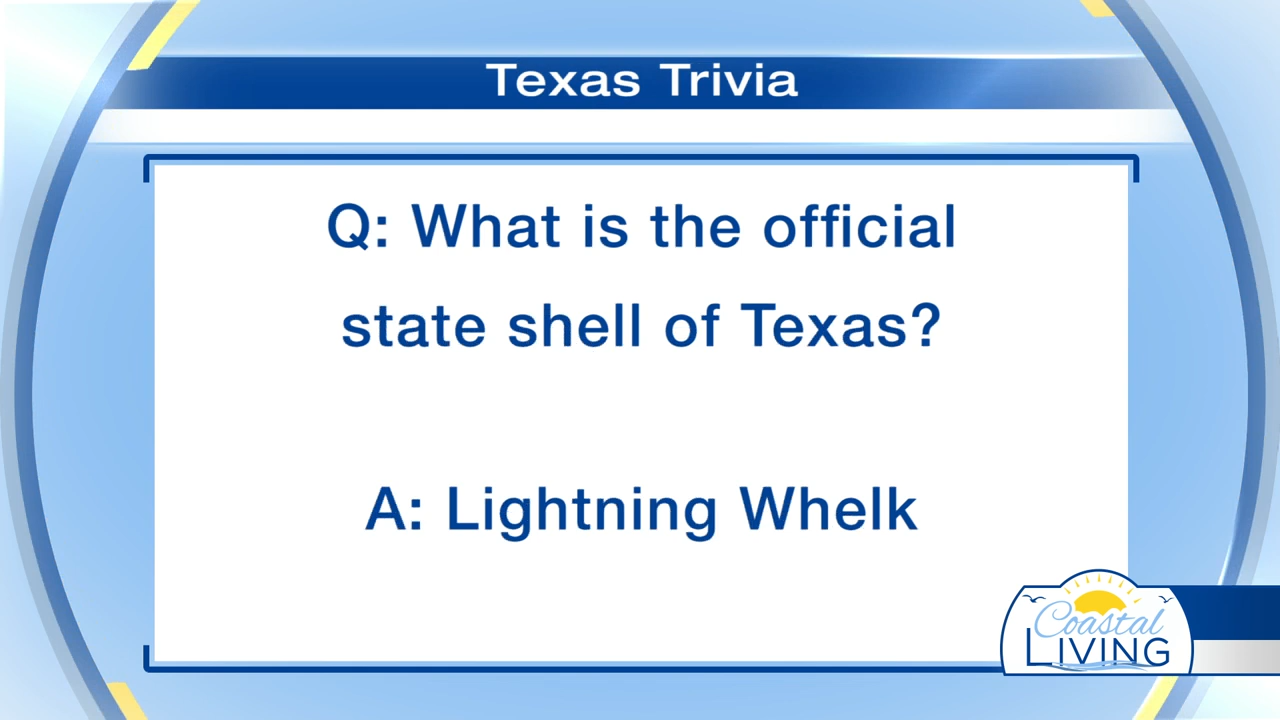 Texas Trivia
Q: What is the official
state shell of Texas?
A: Lightning Whelk
Coastal
LIVING